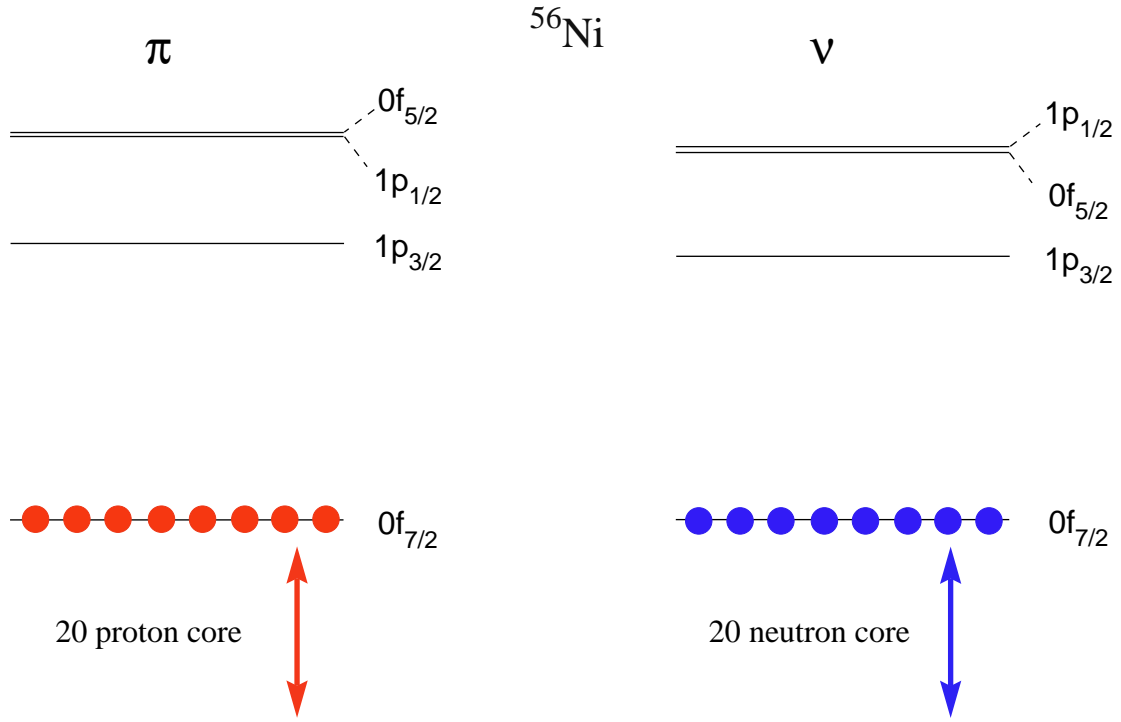 ⁵⁶Ni
π
ν
0f₅/₂
1p₁/₂
1p₃/₂
0f₇/₂
20 proton core
1p₁/₂
0f₅/₂
1p₃/₂
0f₇/₂
20 neutron core